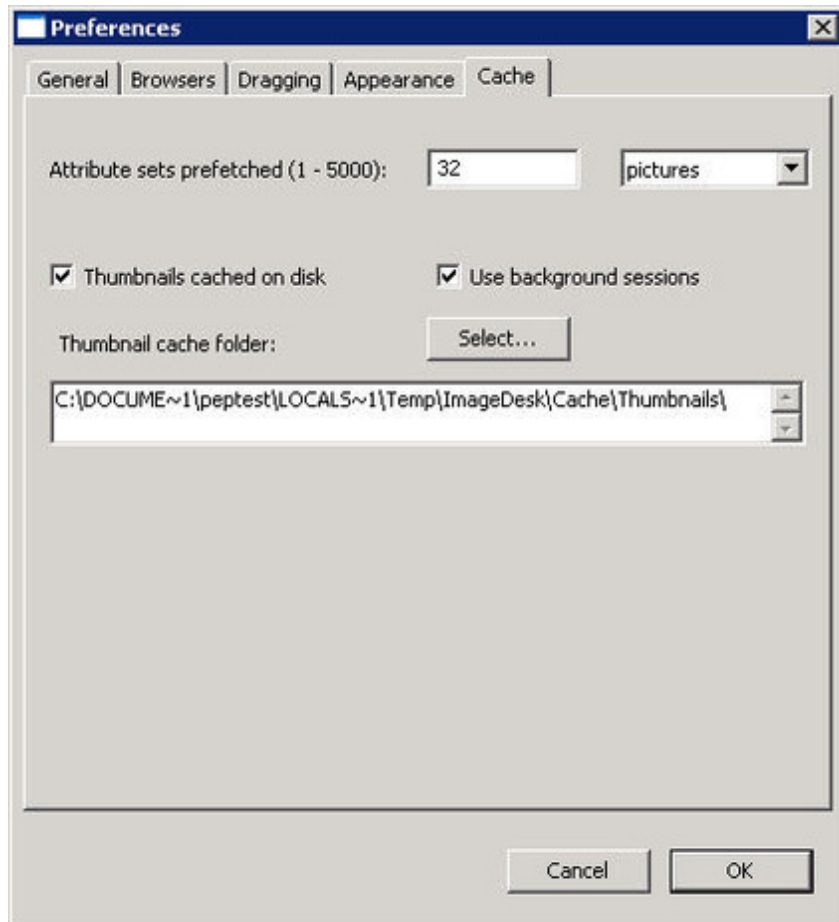 Preferences
General Browsers Dragging Appearance Cache
Attribute sets prefetched (1 - 5000): 32 pictures
Thumbnails cached on disk Use background sessions
Thumbnail cache folder: Select...
C:\DOCUME~1\peptest\LOCALS~1\Temp\ImageDesk\Cache\Thumbnails\
Cancel OK